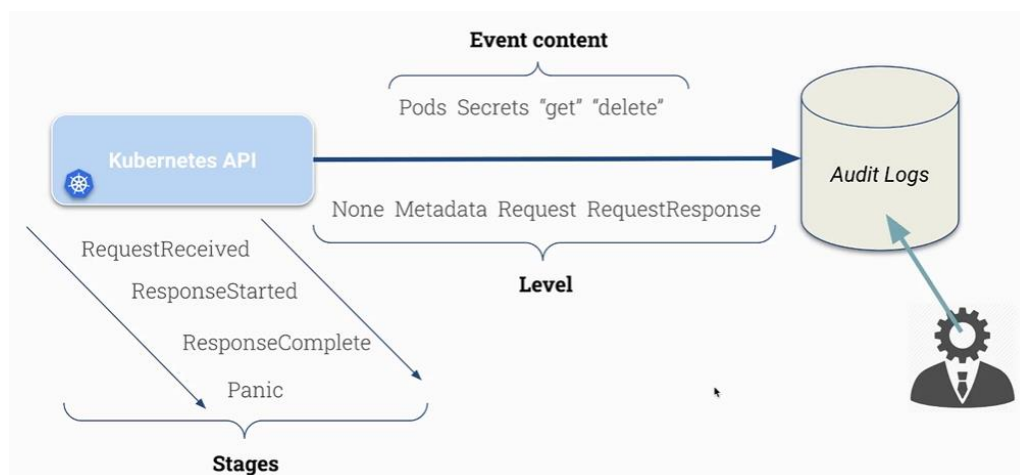 Event content
Pods Secrets "get" "delete"
Kubernetes API
Audit Logs
None Metadata Request RequestResponse
Level
RequestReceived
ResponseStarted
ResponseComplete
Panic
Stages